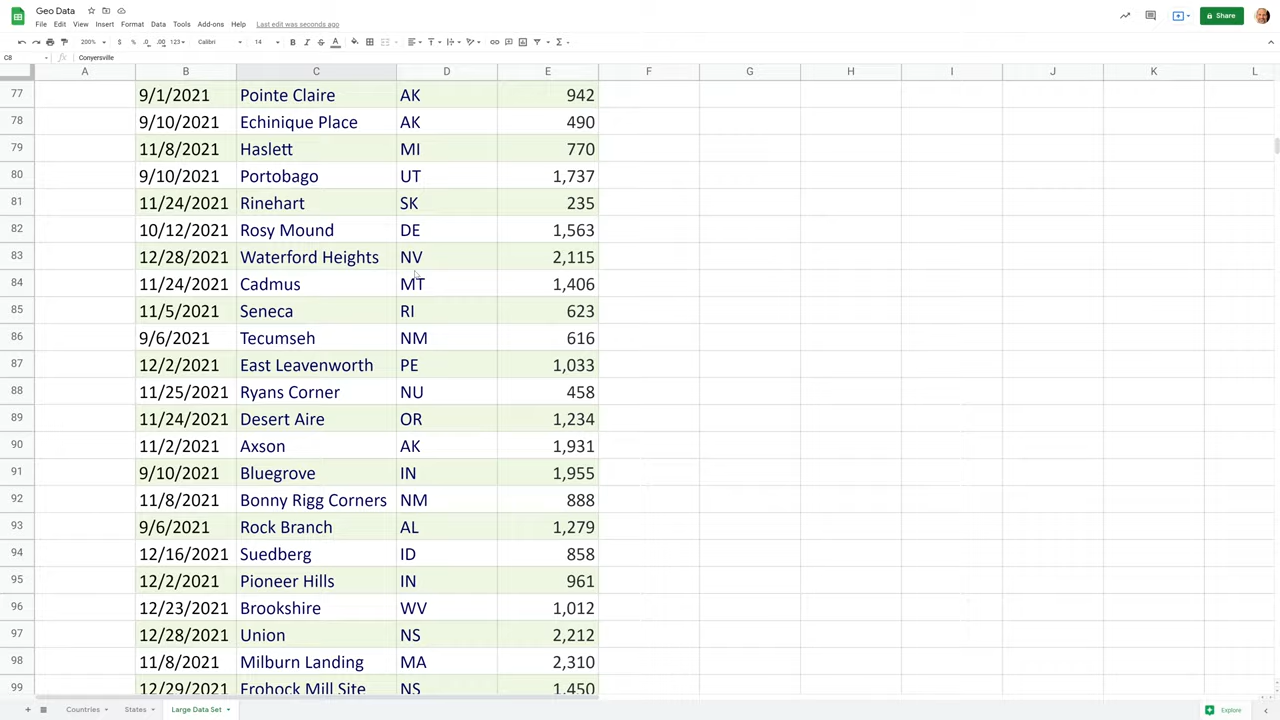 Geo Data
File Edit View Insert Format Data Tools Add-ons Help Last edit was seconds ago
Share
200% $ % .0 .00 123 Calibri 14 B I S A
C8 fx Conyersville
A B C D E F G H I J K L
77 9/1/2021 Pointe Claire AK 942
78 9/10/2021 Echinique Place AK 490
79 11/8/2021 Haslett MI 770
80 9/10/2021 Portobago UT 1,737
81 11/24/2021 Rinehart SK 235
82 10/12/2021 Rosy Mound DE 1,563
83 12/28/2021 Waterford Heights NV 2,115
84 11/24/2021 Cadmus MT 1,406
85 11/5/2021 Seneca RI 623
86 9/6/2021 Tecumseh NM 616
87 12/2/2021 East Leavenworth PE 1,033
88 11/25/2021 Ryans Corner NU 458
89 11/24/2021 Desert Aire OR 1,234
90 11/2/2021 Axson AK 1,931
91 9/10/2021 Bluegrove IN 1,955
92 11/8/2021 Bonny Rigg Corners NM 888
93 9/6/2021 Rock Branch AL 1,279
94 12/16/2021 Suedberg ID 858
95 12/2/2021 Pioneer Hills IN 961
96 12/23/2021 Brookshire WV 1,012
97 12/28/2021 Union NS 2,212
98 11/8/2021 Milburn Landing MA 2,310
99 12/29/2021 Frohock Mill Site NS 1,450
Countries States Large Data Set Explore